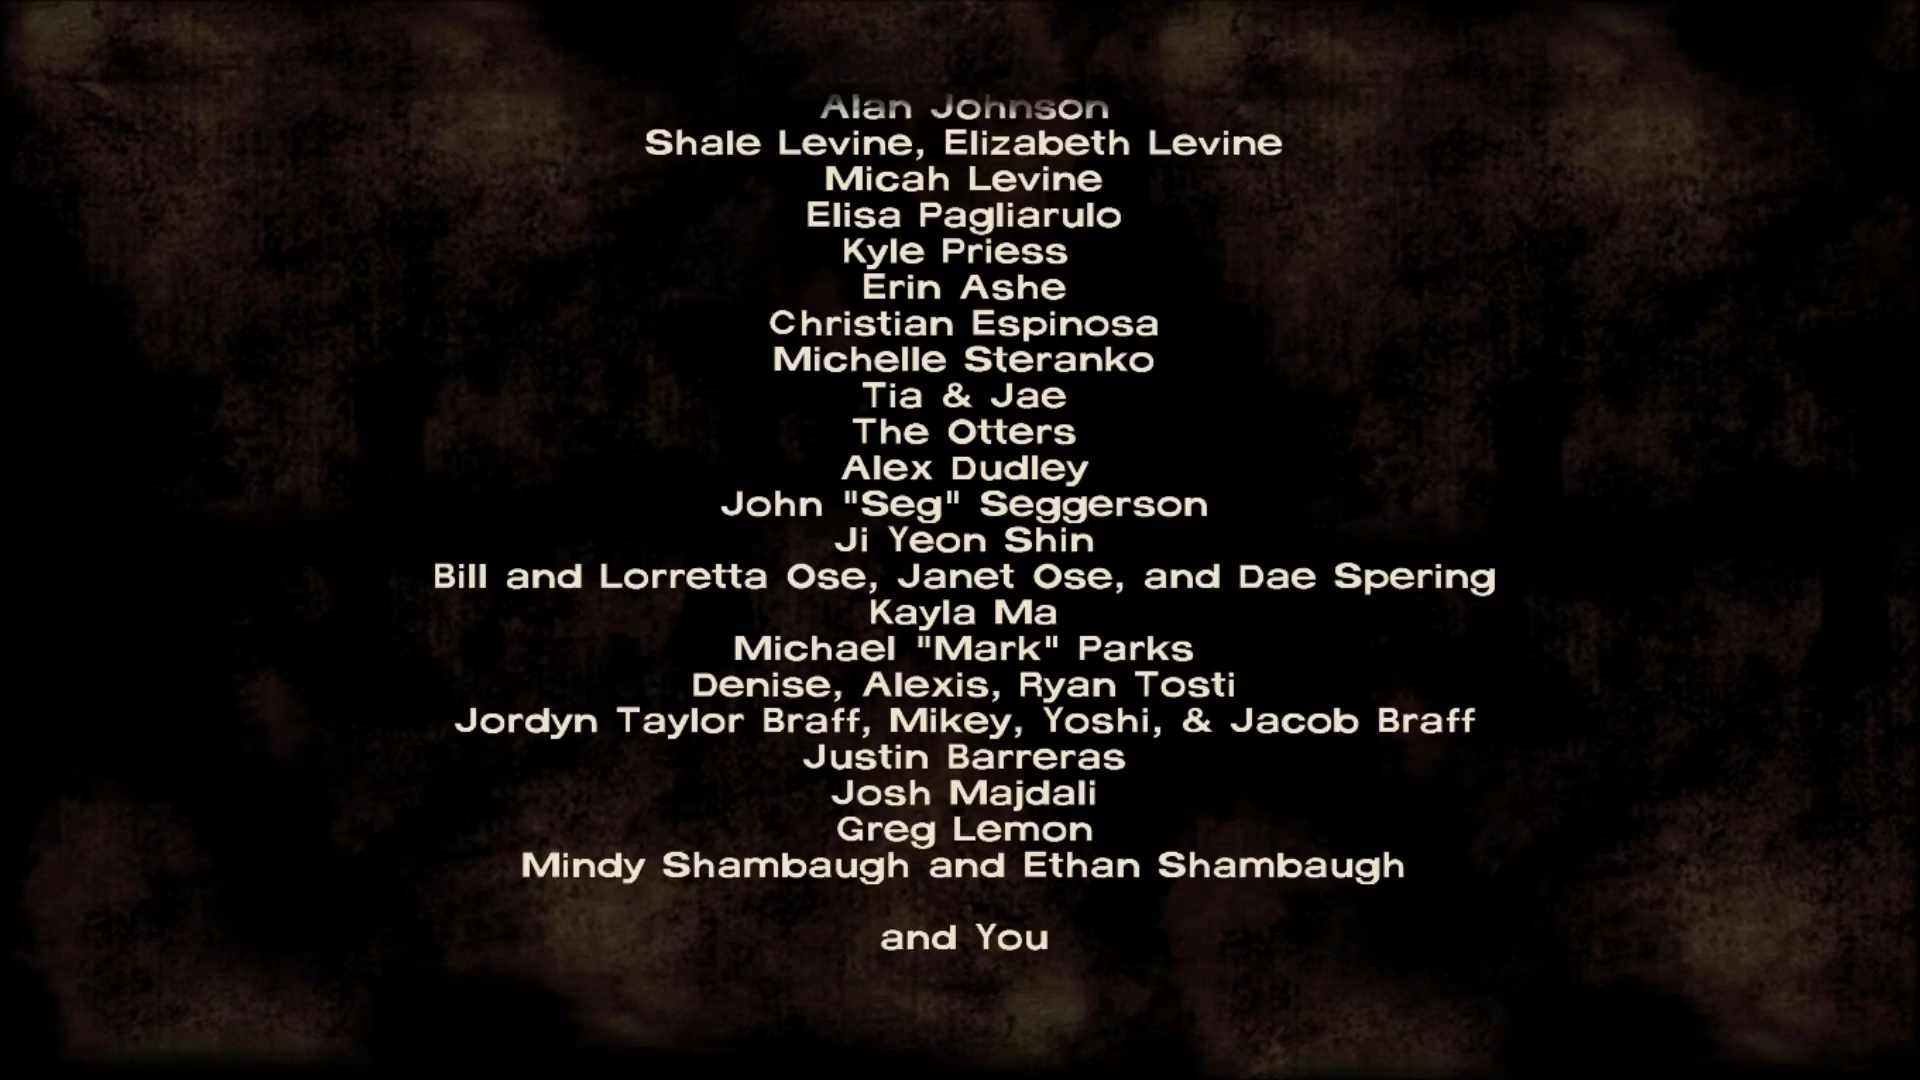 Alan Johnson
Shale Levine, Elizabeth Levine
Micah Levine
Elisa Pagliarulo
Kyle Priess
Erin Ashe
Christian Espinosa
Michelle Steranko
Tia & Jae
The Otters
Alex Dudley
John "Seg" Seggerson
Ji Yeon Shin
Bill and Lorretta Ose, Janet Ose, and Dae Spering
Kayla Ma
Michael "Mark" Parks
Denise, Alexis, Ryan Tosti
Jordyn Taylor Braff, Mikey, Yoshi, & Jacob Braff
Justin Barreras
Josh Majdali
Greg Lemon
Mindy Shambaugh and Ethan Shambaugh
and You